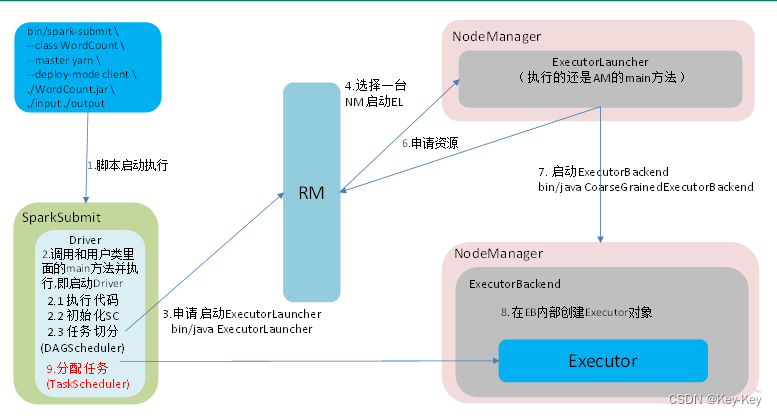 bin/spark-submit \
--class WordCount \
--master yarn \
--deploy-mode client \
./WordCount.jar \
./input ./output
1.脚本启动执行
SparkSubmit
Driver
2.调用和用户类里
面的main方法并执
行,即启动Driver
2.1 执行代码
2.2 初始化SC
2.3 任务切分
(DAGScheduler)
9.分配任务
(TaskScheduler)
3.申请启动ExecutorLauncher
bin/java ExecutorLauncher
RM
4.选择一台
NM 启动EL
6.申请资源
NodeManager
ExecutorLauncher
（执行的还是AM的main方法）
7. 启动ExecutorBackend
bin/java CoarseGrainedExecutorBackend
NodeManager
ExecutorBackend
8.在EB内部创建Executor对象
Executor
CSDN @Key-Key